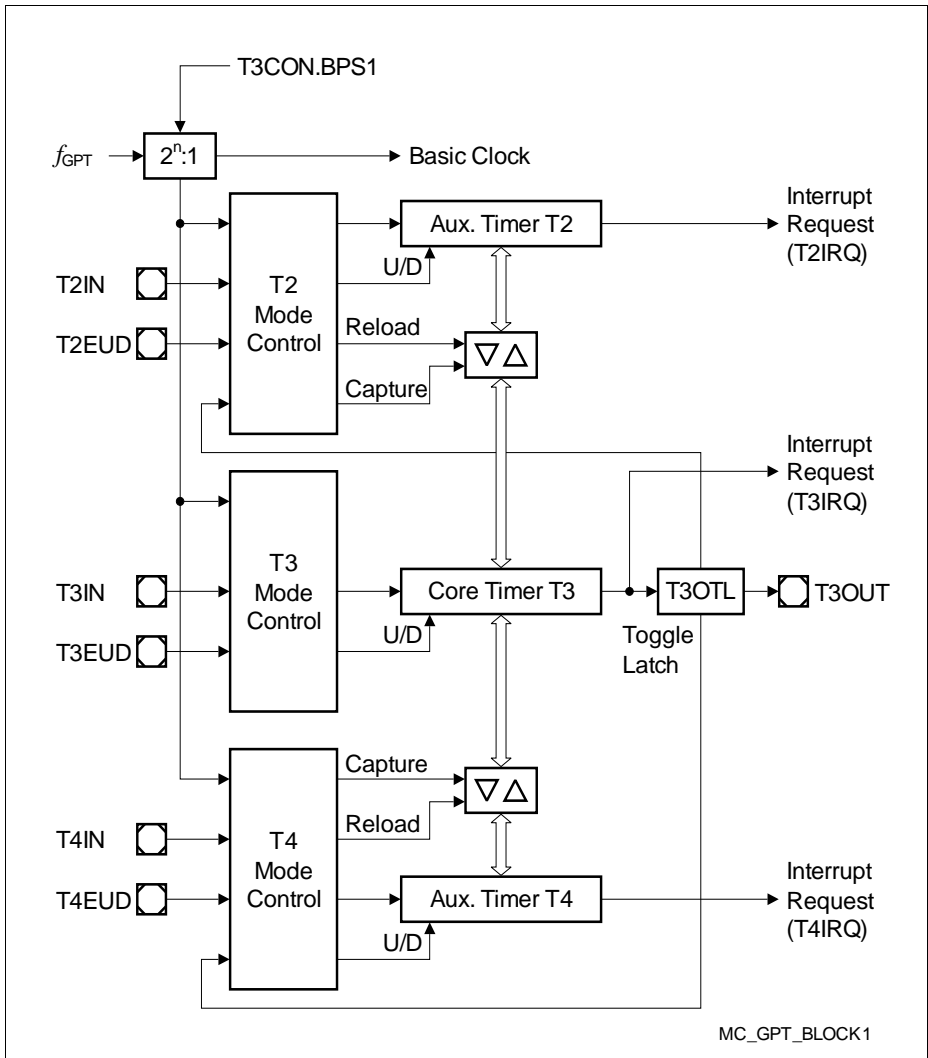 T3CON.BPS1
fGPT
2n:1
Basic Clock
Interrupt
Request
(T2IRQ)
Aux. Timer T2
U/D
T2IN
T2
Mode
Control
T2EUD
Reload
Capture
Interrupt
Request
(T3IRQ)
T3
Mode
Control
T3IN
Core Timer T3
T3OTL
T3OUT
U/D
T3EUD
Toggle
Latch
Capture
T4IN
T4
Mode
Control
Reload
T4EUD
Aux. Timer T4
U/D
Interrupt
Request
(T4IRQ)
MC_GPT_BLOCK1